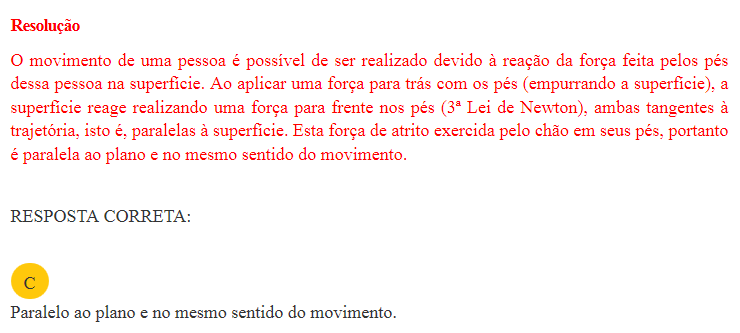 Resolução
O movimento de uma pessoa é possível de ser realizado devido à reação da força feita pelos pés
dessa pessoa na superfície. Ao aplicar uma força para trás com os pés (empurrando a superfície), a
superfície reage realizando uma força para frente nos pés (3ª Lei de Newton), ambas tangentes à
trajetória, isto é, paralelas à superfície. Esta força de atrito exercida pelo chão em seus pés, portanto
é paralela ao plano e no mesmo sentido do movimento.
RESPOSTA CORRETA:
C
Paralelo ao plano e no mesmo sentido do movimento.